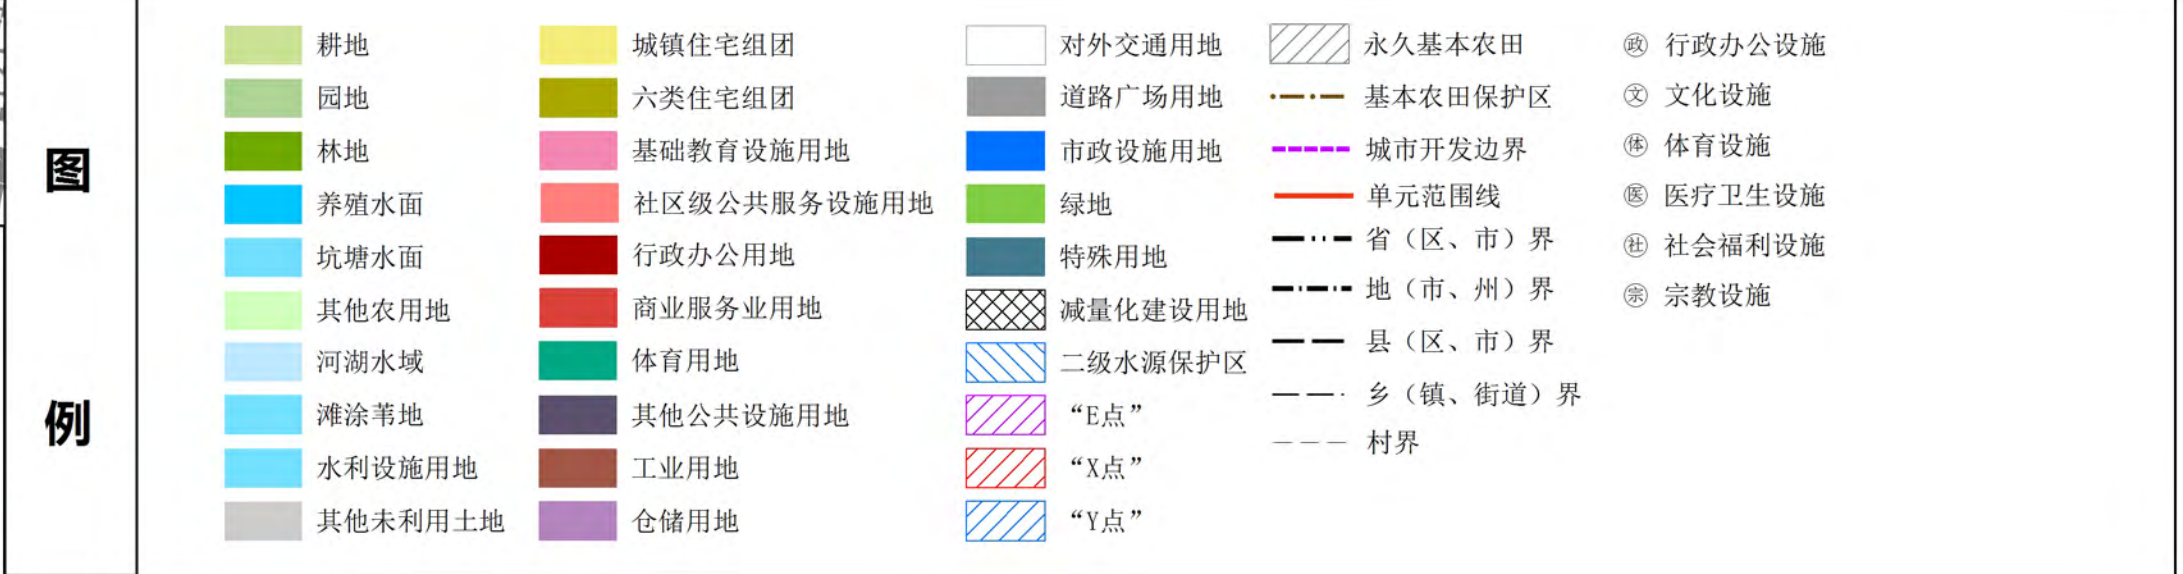 图例
耕地
园地
林地
养殖水面
坑塘水面
其他农用地
河湖水域
滩涂苇地
水利设施用地
其他未利用土地
城镇住宅组团
六类住宅组团
基础教育设施用地
社区级公共服务设施用地
行政办公用地
商业服务业用地
体育用地
其他公共设施用地
工业用地
仓储用地
对外交通用地
道路广场用地
市政设施用地
绿地
特殊用地
减量化建设用地
二级水源保护区
“E点”
“X点”
“Y点”
永久基本农田
基本农田保护区
城市开发边界
单元范围线
省（区、市）界
地（市、州）界
县（区、市）界
乡（镇、街道）界
村界
政 行政办公设施
文 文化设施
体 体育设施
医 医疗卫生设施
社 社会福利设施
宗 宗教设施